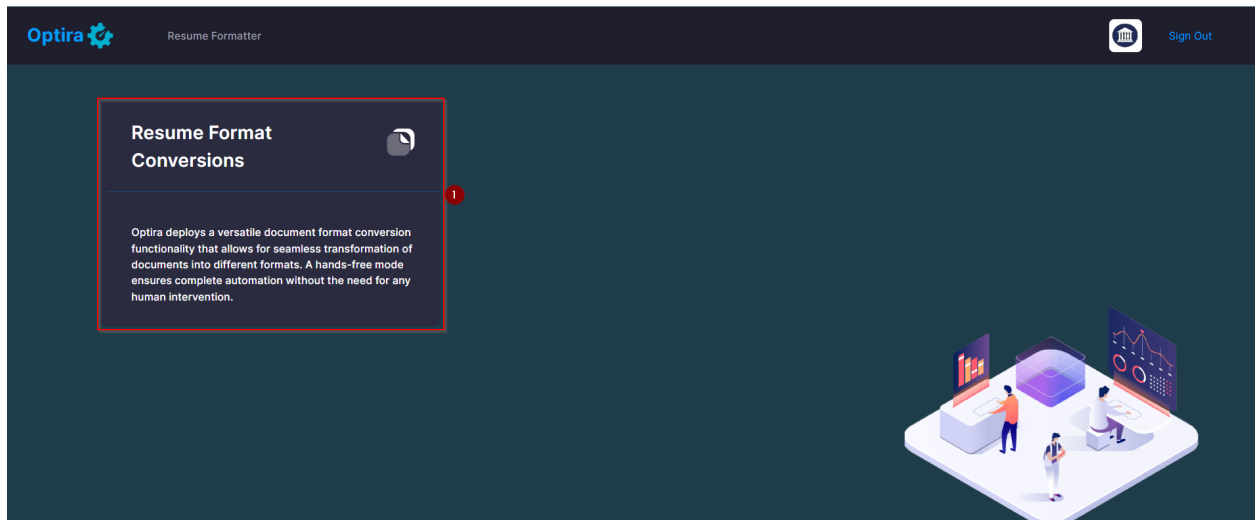 Optira
Resume Formatter
Sign Out
Resume Format
Conversions
1
Optira deploys a versatile document format conversion
functionality that allows for seamless transformation of
documents into different formats. A hands-free mode
ensures complete automation without the need for any
human intervention.